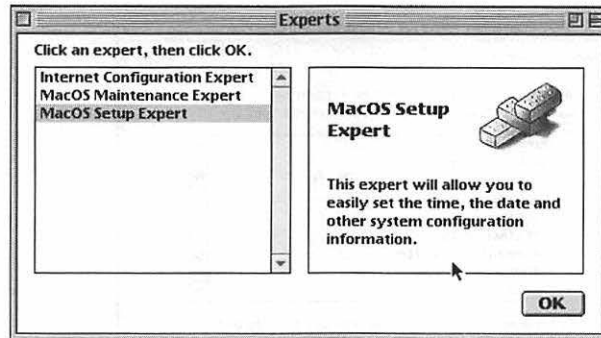 Experts
Click an expert, then click OK.
Internet Configuration Expert
MacOS Maintenance Expert
MacOS Setup Expert
MacOS Setup
Expert
This expert will allow you to
easily set the time, the date and
other system configuration
information.
OK